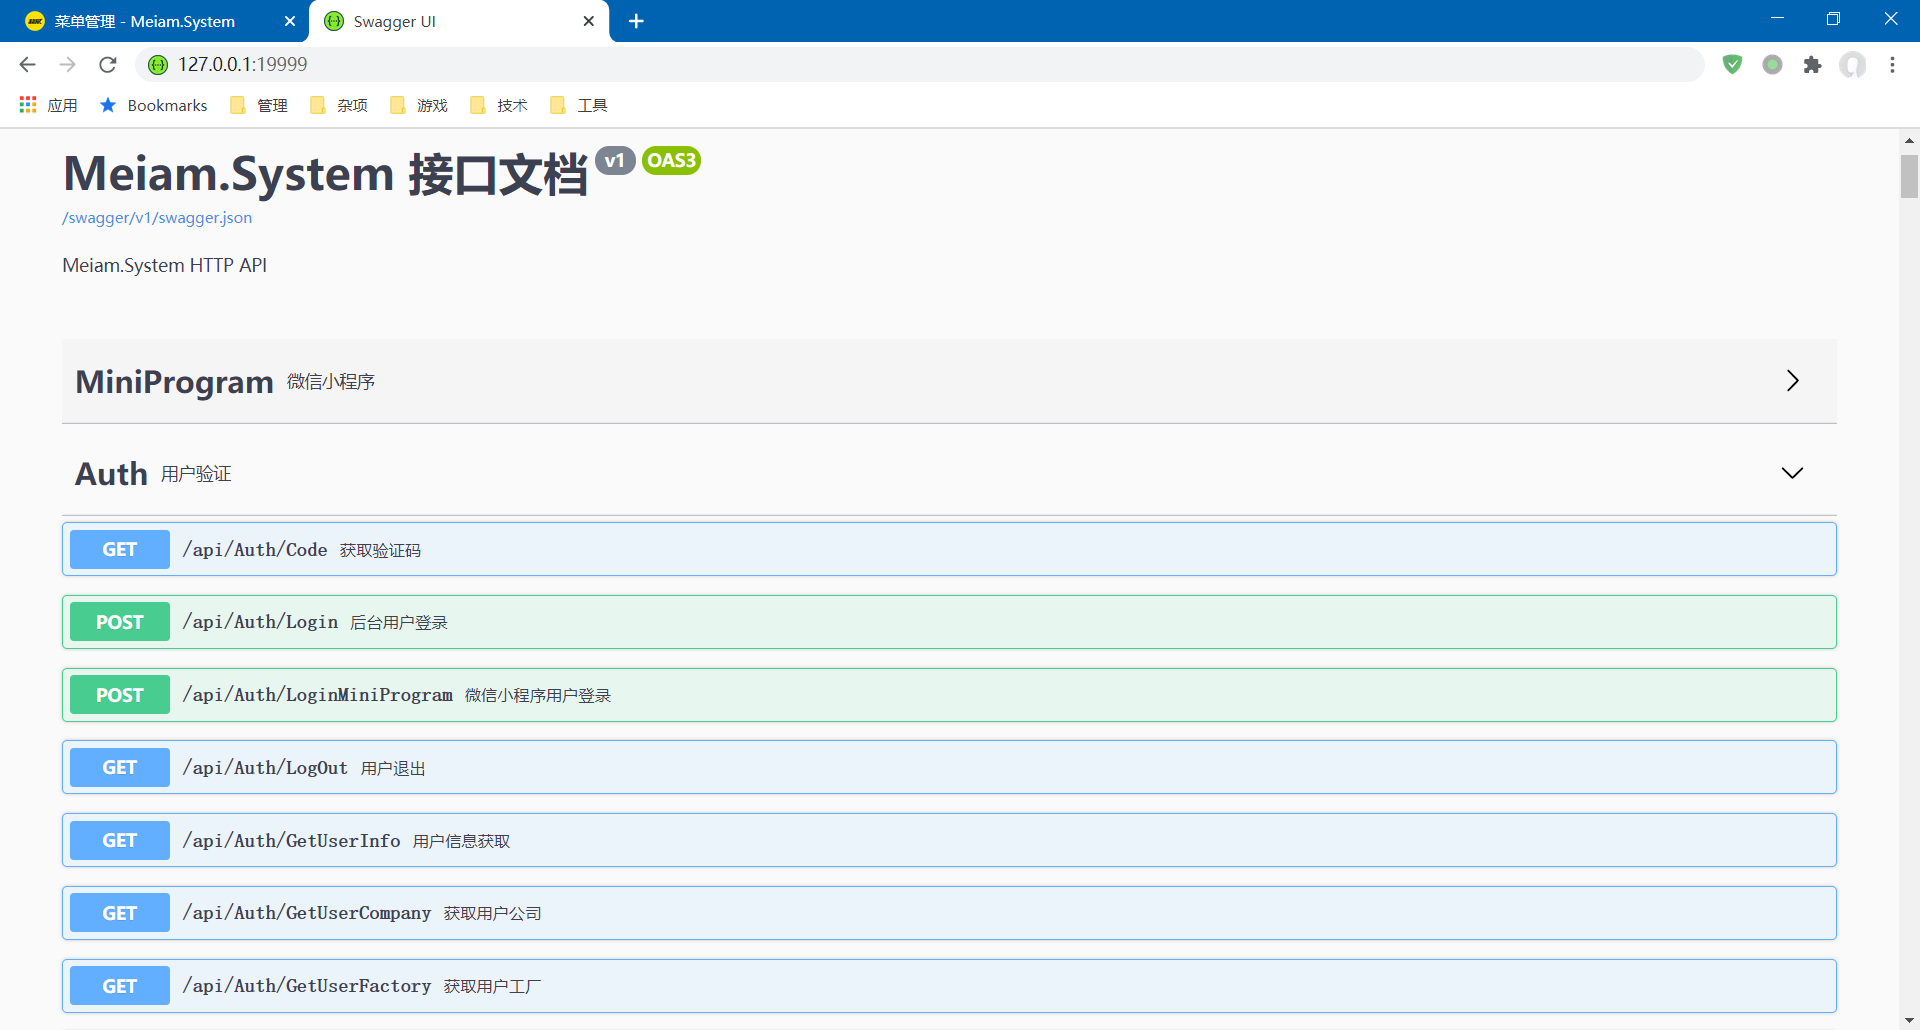 菜单管理 - Meiam.System
Swagger UI
127.0.0.1:19999
应用 Bookmarks 管理 杂项 游戏 技术 工具
Meiam.System 接口文档 v1 OAS3
/swagger/v1/swagger.json
Meiam.System HTTP API
MiniProgram 微信小程序
Auth 用户验证
GET /api/Auth/Code 获取验证码
POST /api/Auth/Login 后台用户登录
POST /api/Auth/LoginMiniProgram 微信小程序用户登录
GET /api/Auth/LogOut 用户退出
GET /api/Auth/GetUserInfo 用户信息获取
GET /api/Auth/GetUserCompany 获取用户公司
GET /api/Auth/GetUserFactory 获取用户工厂